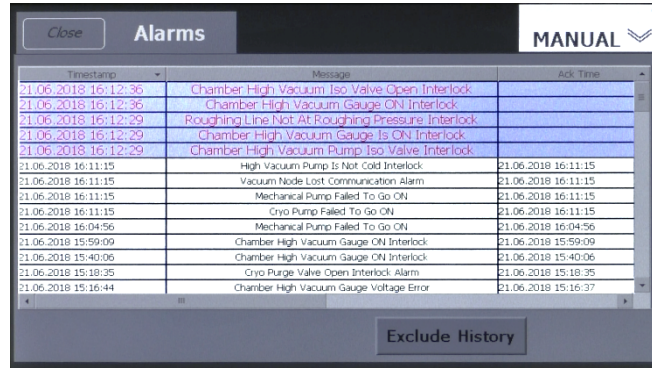 Close
Alarms
MANUAL
Timestamp Message Ack Time
21.06.2018 16:12:36 Chamber High Vacuum Iso Valve Open Interlock
21.06.2018 16:12:36 Chamber High Vacuum Gauge ON Interlock
21.06.2018 16:12:29 Roughing Line Not At Roughing Pressure Interlock
21.06.2018 16:12:29 Chamber High Vacuum Gauge Is ON Interlock
21.06.2018 16:12:29 Chamber High Vacuum Pump Iso Valve Interlock
21.06.2018 16:11:15 High Vacuum Pump Is Not Cold Interlock 21.06.2018 16:11:15
21.06.2018 16:11:15 Vacuum Node Lost Communication Alarm 21.06.2018 16:11:15
21.06.2018 16:11:15 Mechanical Pump Failed To Go ON 21.06.2018 16:11:15
21.06.2018 16:11:15 Cryo Pump Failed To Go ON 21.06.2018 16:11:15
21.06.2018 16:04:56 Mechanical Pump Failed To Go ON 21.06.2018 16:04:56
21.06.2018 15:59:09 Chamber High Vacuum Gauge ON Interlock 21.06.2018 15:59:09
21.06.2018 15:40:06 Chamber High Vacuum Gauge ON Interlock 21.06.2018 15:40:06
21.06.2018 15:18:35 Cryo Purge Valve Open Interlock Alarm 21.06.2018 15:18:35
21.06.2018 15:16:44 Chamber High Vacuum Gauge Voltage Error 21.06.2018 15:16:37
Exclude History